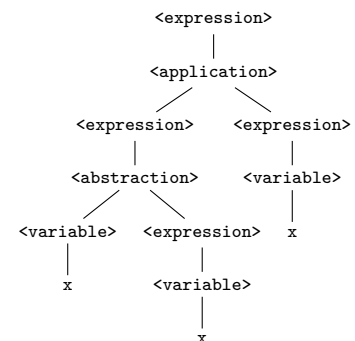 <expression>
<application>
<expression> <expression>
<abstraction> <variable>
<variable> <expression> x
x <variable>
x